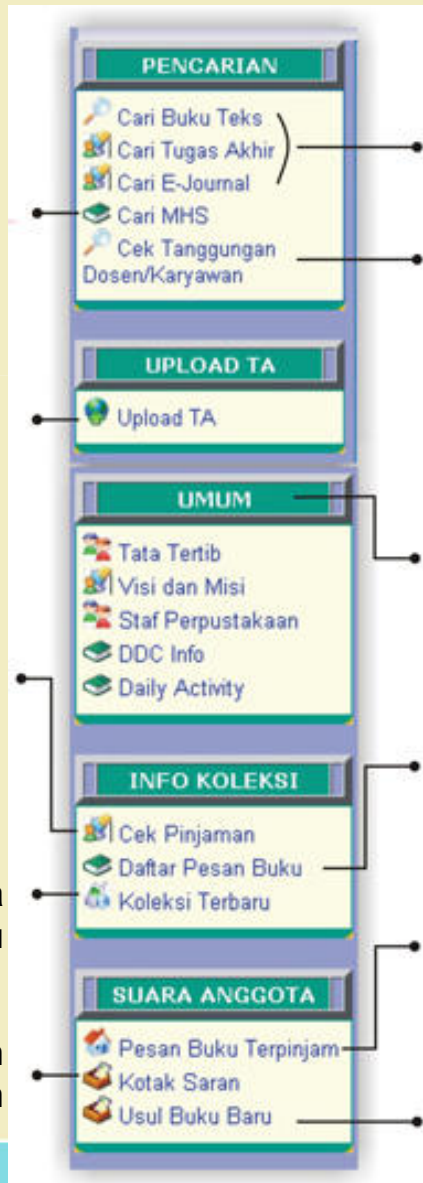 PENCARIAN
Cari Buku Teks
Cari Tugas Akhir
Cari E-Journal
Cari MHS
Cek Tanggungan
Dosen/Karyawan
UPLOAD TA
Upload TA
UMUM
Tata Tertib
Visi dan Misi
Staf Perpustakaan
DDC Info
Daily Activity
INFO KOLEKSI
Cek Pinjaman
Daftar Pesan Buku
Koleksi Terbaru
SUARA ANGGOTA
Pesan Buku Terpinjam
Kotak Saran
Usul Buku Baru